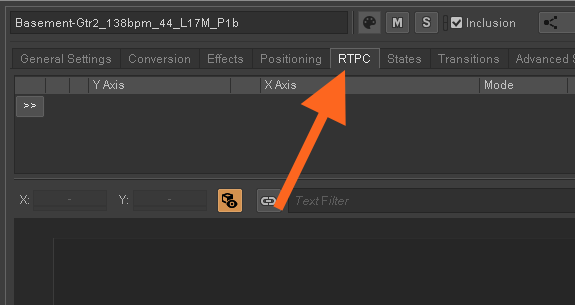 Basement-Gtr2_138bpm_44_L17M_P1b M S Inclusion
General Settings Conversion Effects Positioning RTPC States Transitions Advanced S
Y Axis X Axis Mode
>>
X: - Y: - Text Filter